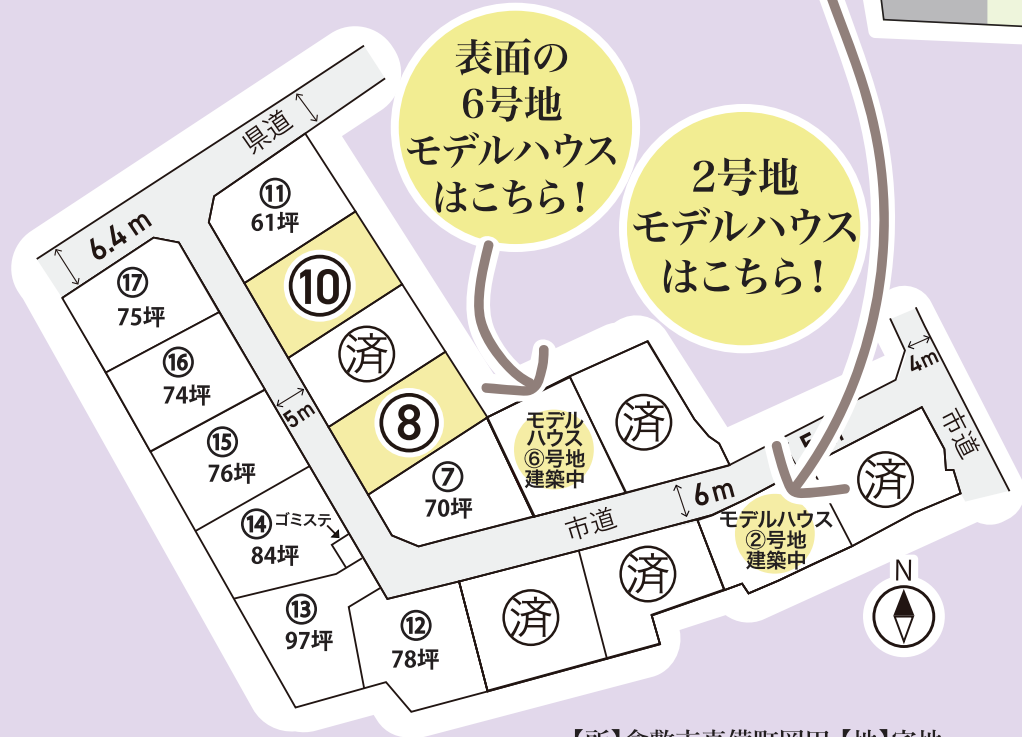 表面の
6号地
モデルハウス
はこちら!
2号地
モデルハウス
はこちら!
県道
6.4m
⑪
61坪
⑩
済
⑧
⑦
70坪
⑰
75坪
⑯
74坪
⑮
76坪
⑭
84坪
ゴミステ
⑬
97坪
⑫
78坪
5m
モデル
ハウス
⑥号地
建築中
済
市道
6m
4m
市道
済
モデルハウス
②号地
建築中
済
済
N